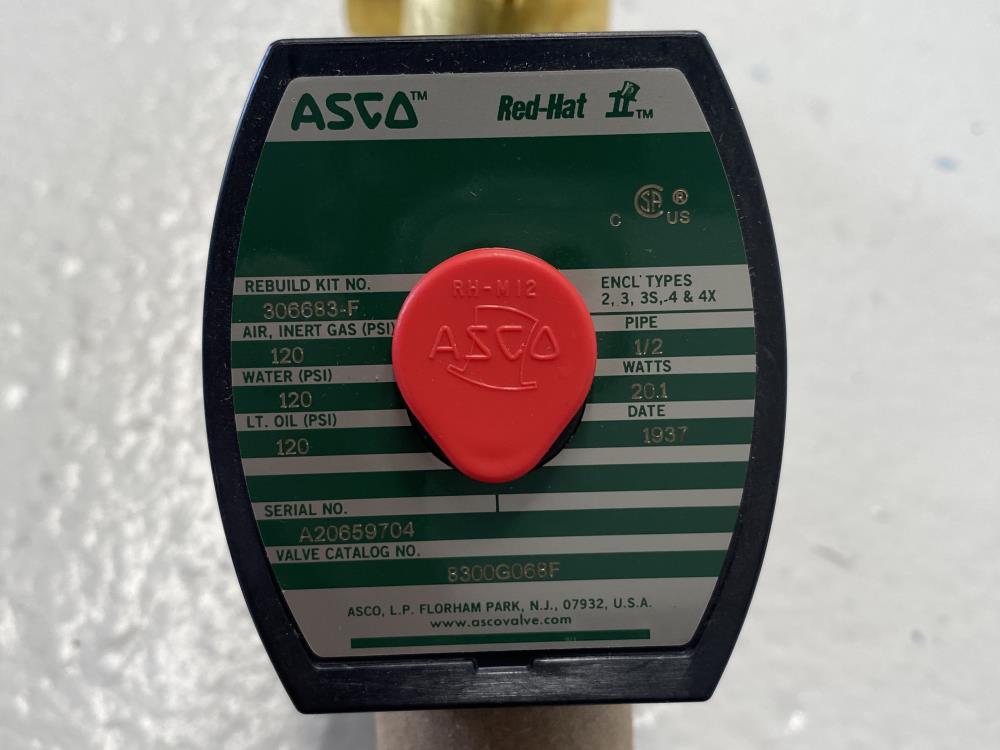 ASCO™ Red-Hat II™
C SA ® US
REBUILD KIT NO.
306683-F
AIR, INERT GAS (PSI)
120
WATER (PSI)
120
LT. OIL (PSI)
120
RH-M12
ASCO
ENCL TYPES
2, 3, 3S, 4 & 4X
PIPE
1/2
WATTS
20.1
DATE
1937
SERIAL NO.
A20659704
VALVE CATALOG NO.
8300G068F
ASCO, L.P. FLORHAM PARK, N.J., 07932, U.S.A.
www.ascovalve.com